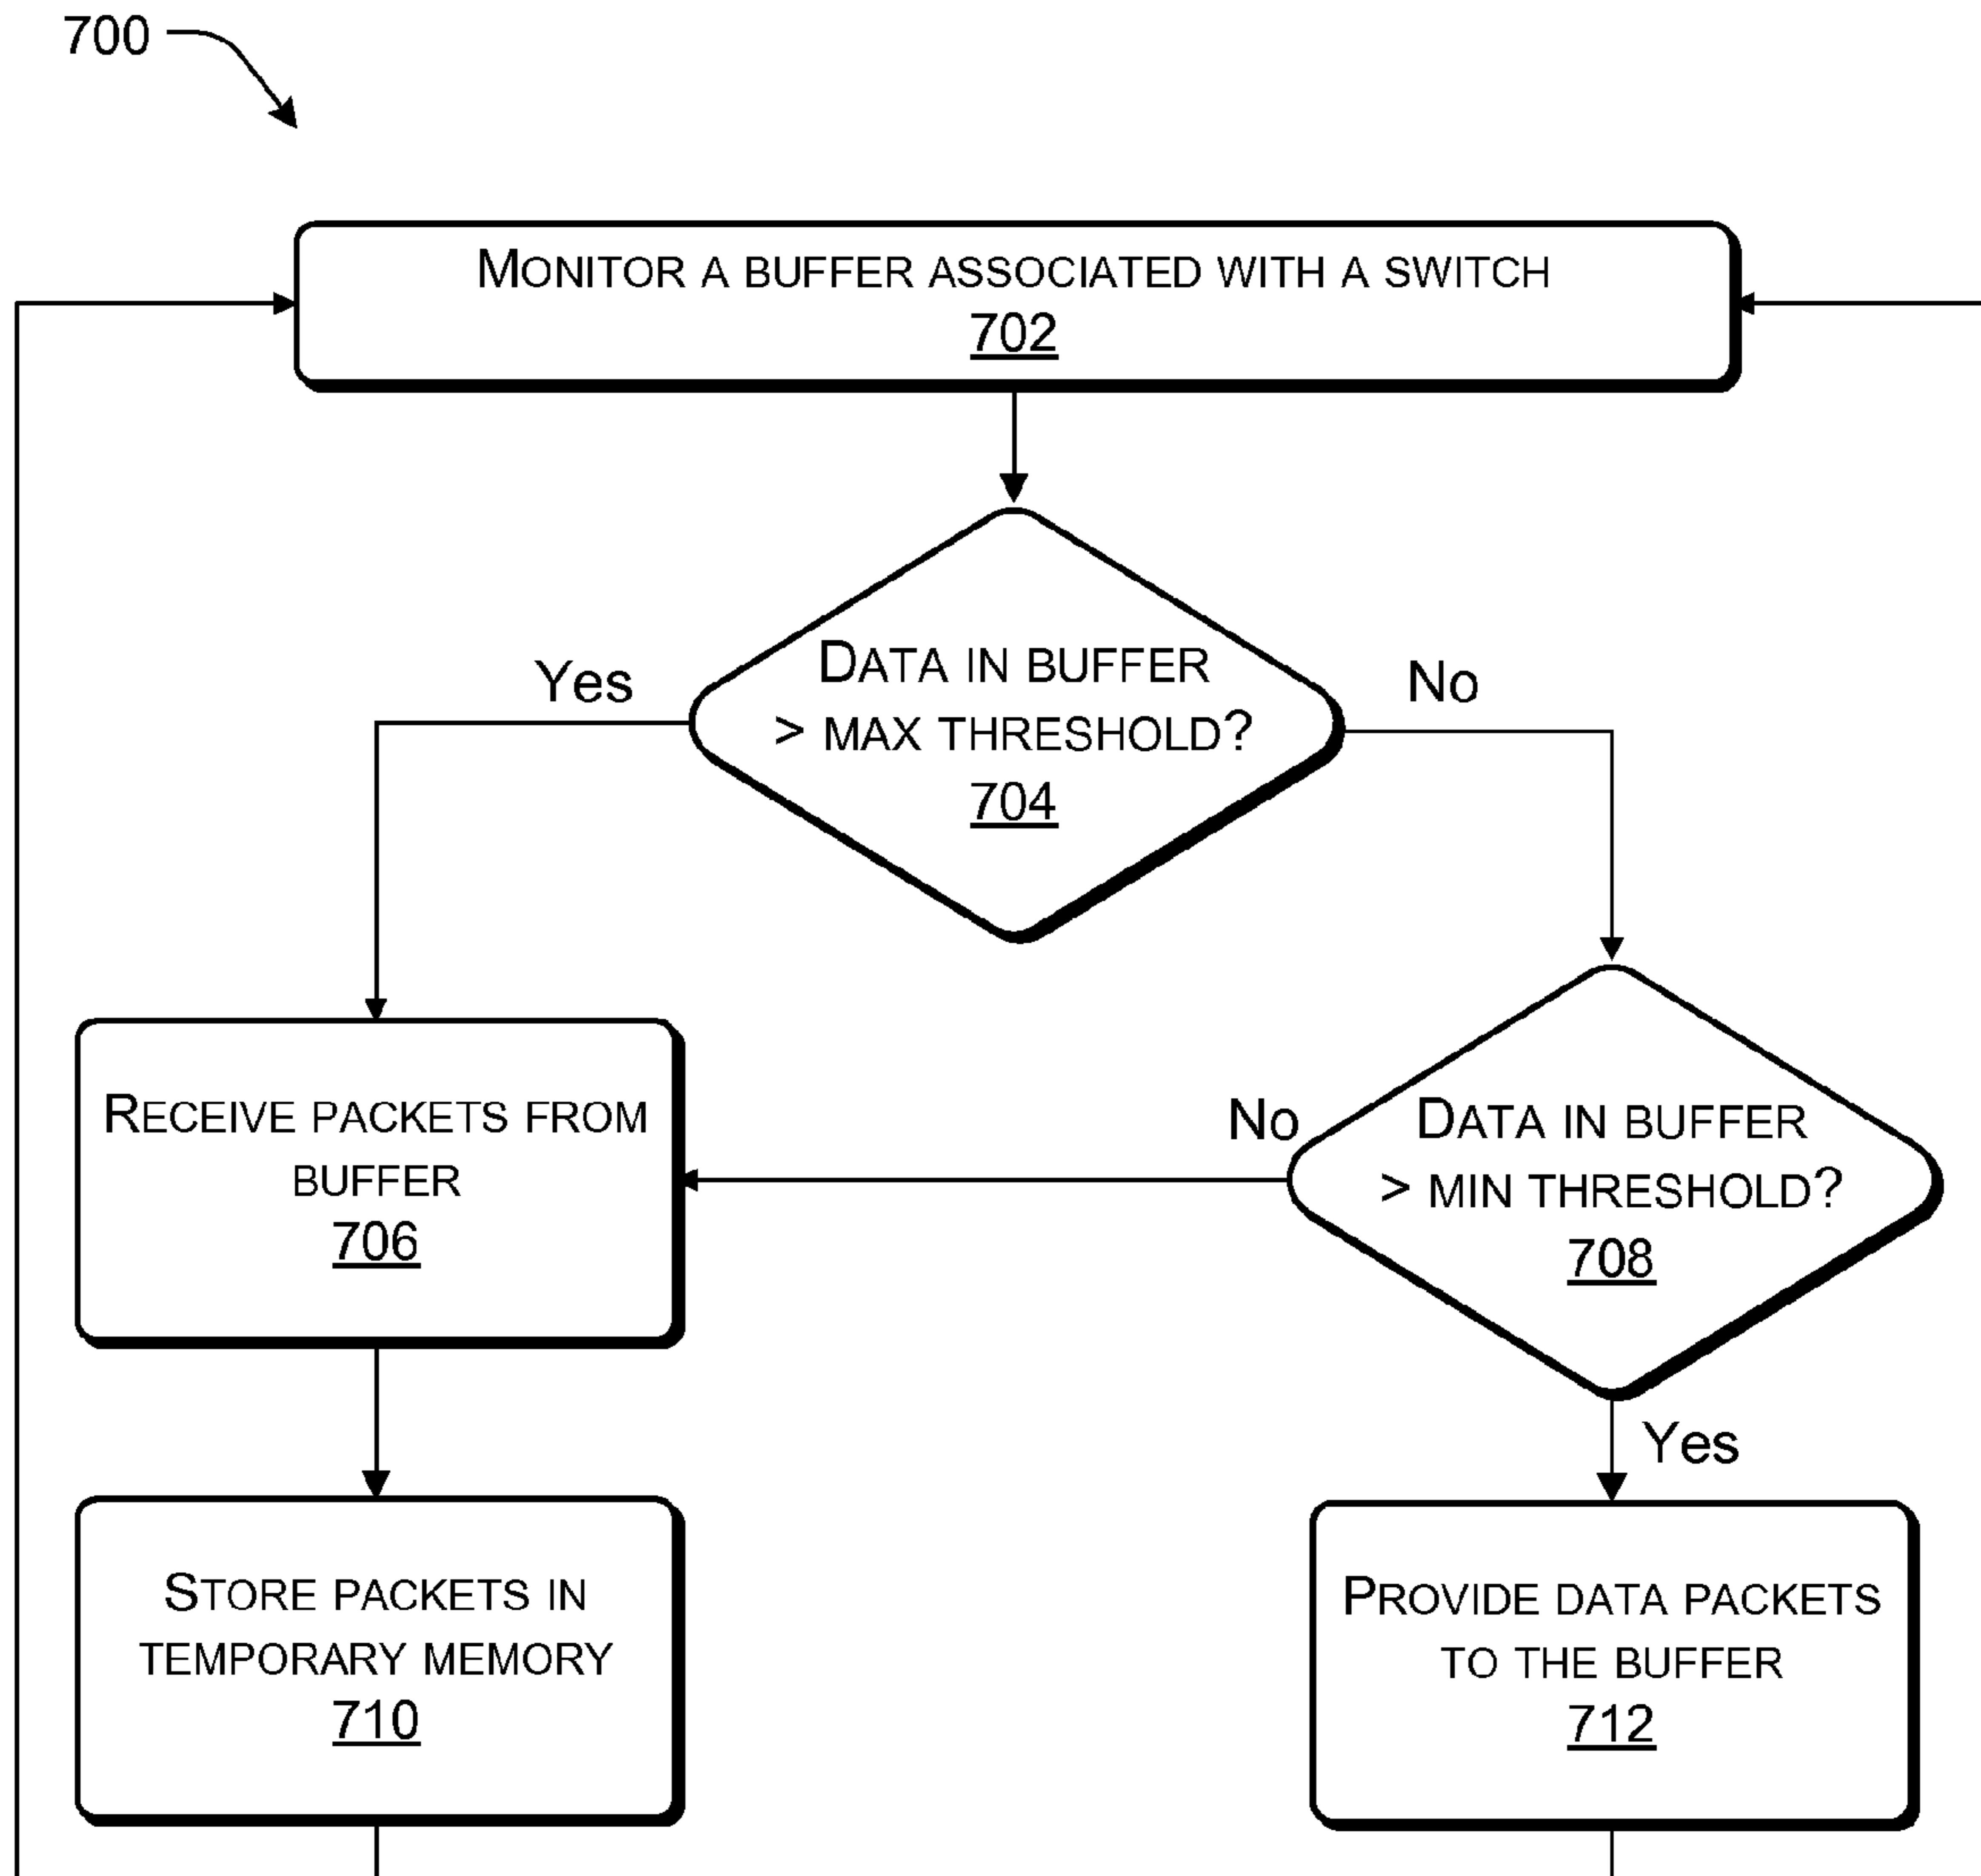 700
MONITOR A BUFFER ASSOCIATED WITH A SWITCH
702
DATA IN BUFFER
> MAX THRESHOLD?
704
Yes
No
RECEIVE PACKETS FROM
BUFFER
706
No
DATA IN BUFFER
> MIN THRESHOLD?
708
Yes
STORE PACKETS IN
TEMPORARY MEMORY
710
PROVIDE DATA PACKETS
TO THE BUFFER
712